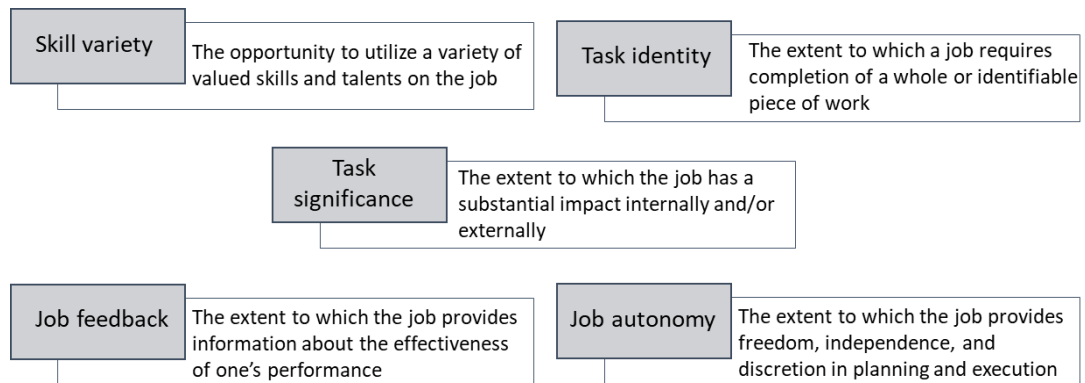 Skill variety
The opportunity to utilize a variety of
valued skills and talents on the job
Task identity
The extent to which a job requires
completion of a whole or identifiable
piece of work
Task
significance
The extent to which the job has a
substantial impact internally and/or
externally
Job feedback
The extent to which the job provides
information about the effectiveness
of one's performance
Job autonomy
The extent to which the job provides
freedom, independence, and
discretion in planning and execution